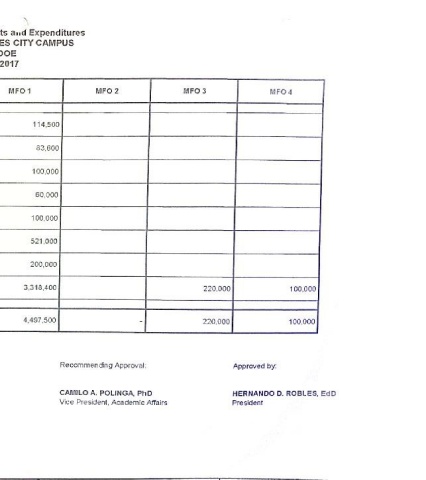 ts and Expenditures
ES CITY CAMPUS
DOE
2017
MFO 1 MFO 2 MFO 3 MFO 4
114,500
83,600
100,000
60,000
100,000
521,000
200,000
3,318,400 220,000 100,000
4,497,500 - 220,000 100,000
Recommending Approval: Approved by:
CAMILO A. POLINGA, PhD HERNANDO D. ROBLES, EdD
Vice President, Academic Affairs President